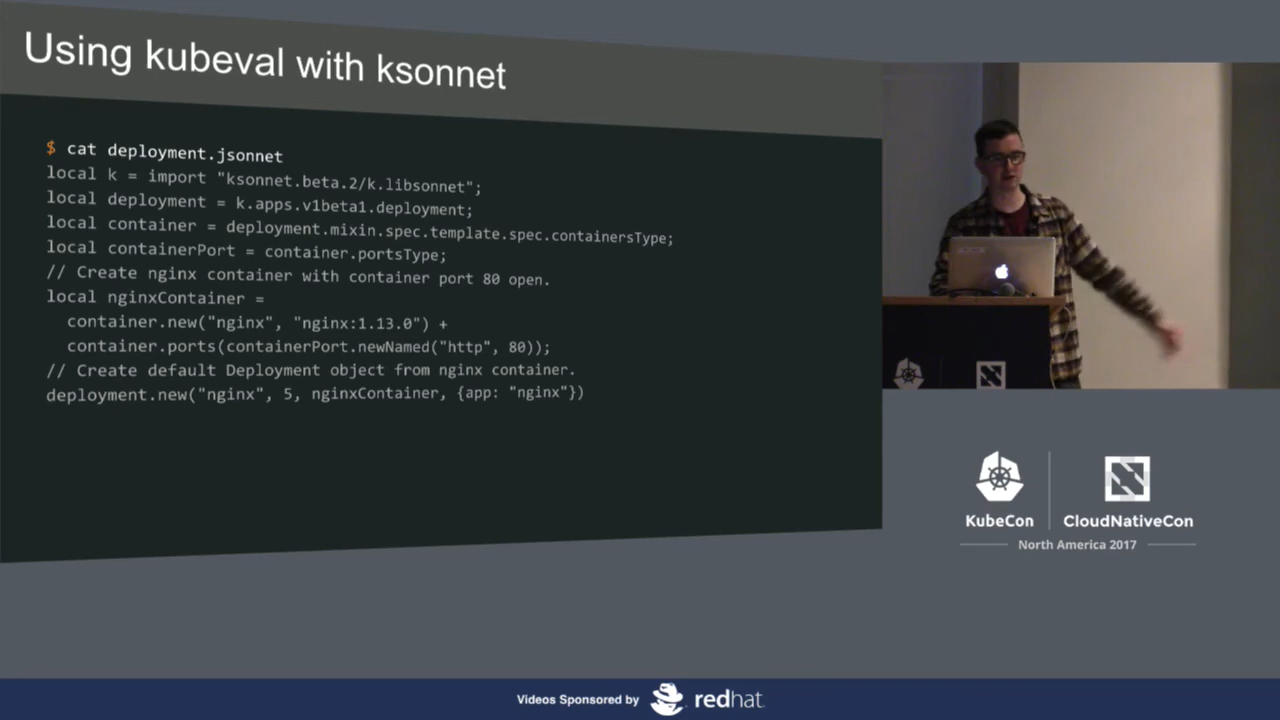 Using kubeval with ksonnet
$ cat deployment.jsonnet
local k = import "ksonnet.beta.2/k.libsonnet";
local deployment = k.apps.v1beta1.deployment;
local container = deployment.mixin.spec.template.spec.containersType;
local containerPort = container.portsType;
// Create nginx container with container port 80 open.
local nginxContainer =
  container.new("nginx", "nginx:1.13.0") +
  container.ports(containerPort.newNamed("http", 80));
// Create default Deployment object from nginx container.
deployment.new("nginx", 5, nginxContainer, {app: "nginx"})
KubeCon
CloudNativeCon
North America 2017
Videos Sponsored by
redhat.